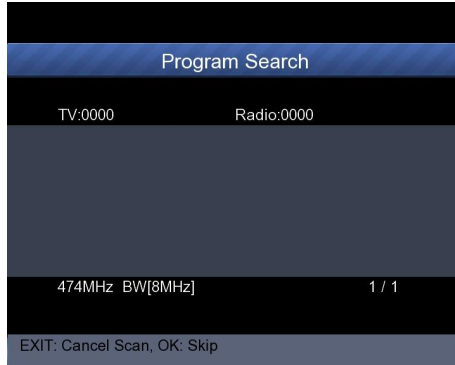 Program Search
TV:0000 Radio:0000
474MHz BW[8MHz] 1 / 1
EXIT: Cancel Scan, OK: Skip